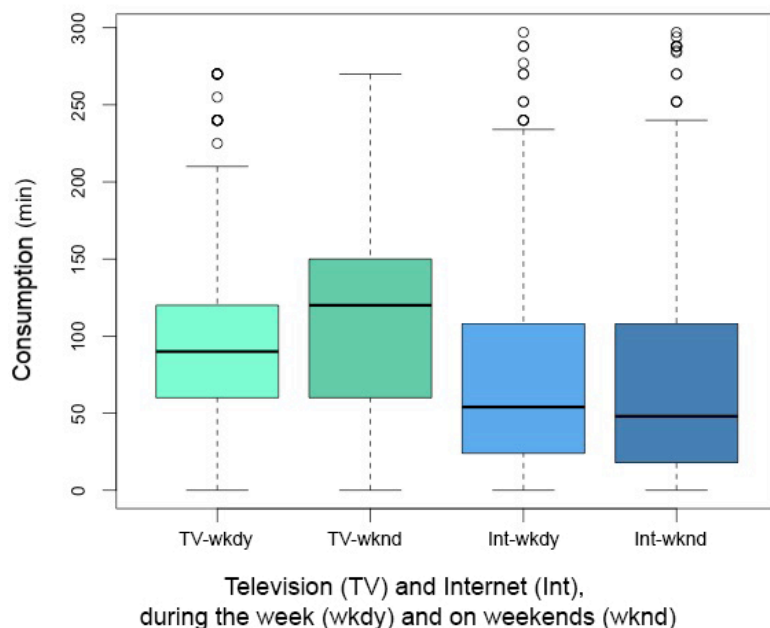 300
250
200
150
100
50
0
Consumption (min)
TV-wkdy TV-wknd Int-wkdy Int-wknd
Television (TV) and Internet (Int),
during the week (wkdy) and on weekends (wknd)